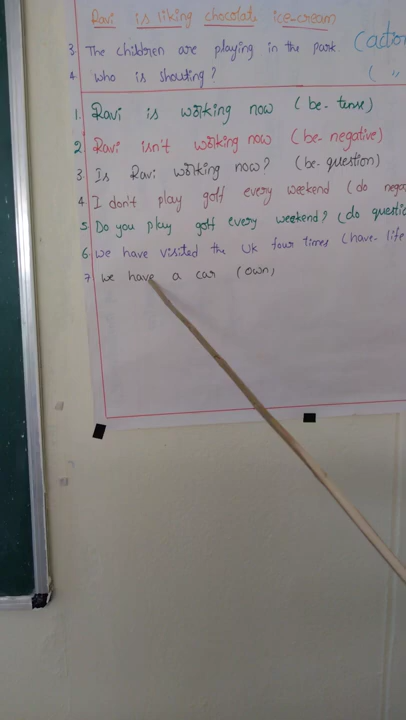 Ravi is liking chocolate ice-cream
3. The children are playing in the park. (action
4. Who is shouting? ( "
1. Ravi is working now (be-tense)
2. Ravi isn't working now (be-negative)
3. Is Ravi working now? (be-question)
4. I don't play golf every weekend (do nega
5. Do you play golf every weekend? (do questio
6. we have visited the UK four times (have-life
7. we have a car (own)